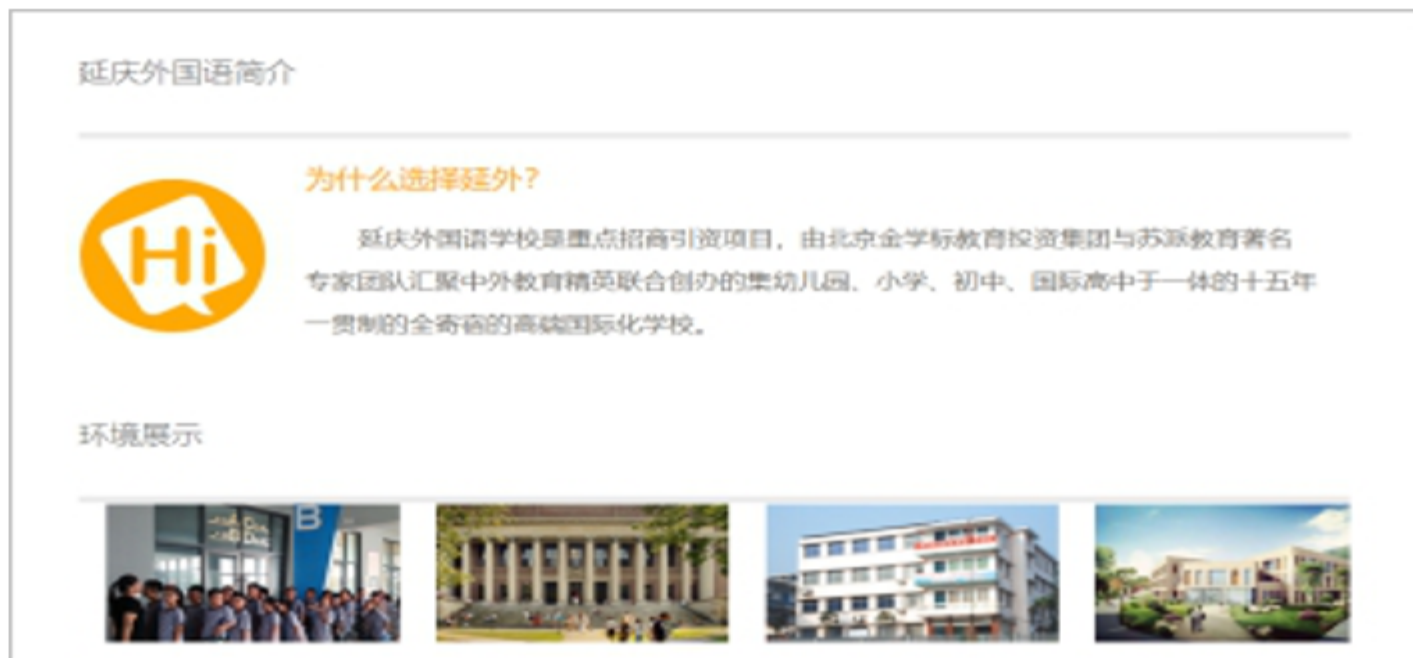 延庆外国语简介
为什么选择延外？
Hi
延庆外国语学校是重点招商引资项目，由北京金学标教育投资集团与苏派教育著名
专家团队汇聚中外教育精英联合创办的集幼儿园、小学、初中、国际高中于一体的十五年
一贯制的全寄宿的高端国际化学校。
环境展示
B